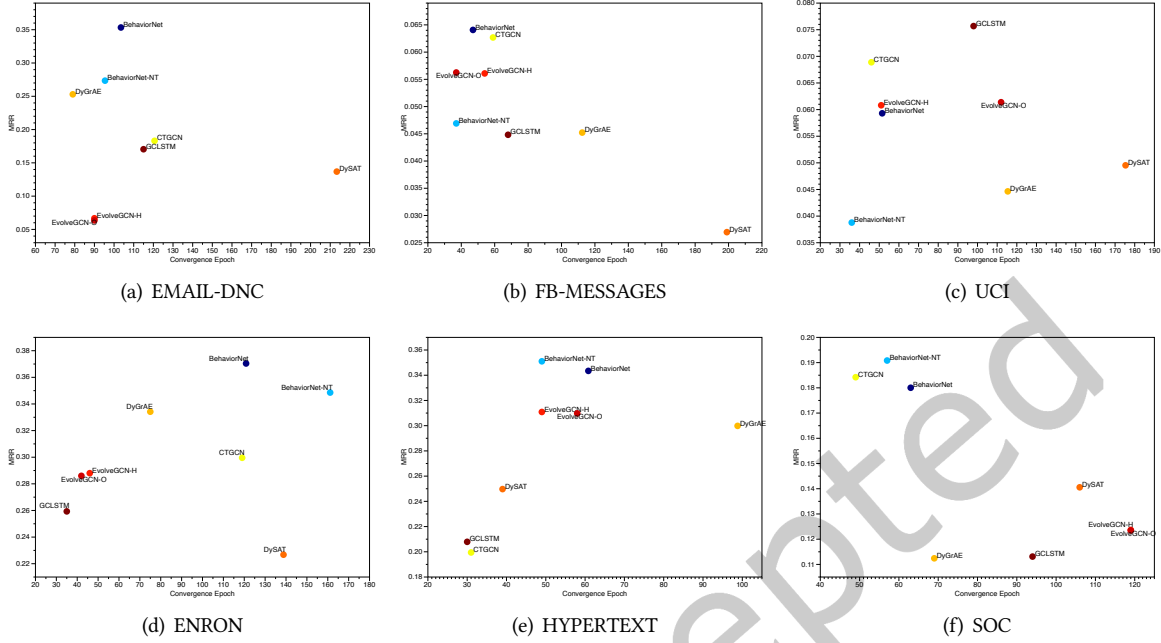 0.35
0.30
0.25
0.20
0.15
0.10
0.05
MRR
BehaviorNet
BehaviorNet-NT
DyGrAE
CTGCN
GCLSTM
DySAT
EvolveGCN-H
EvolveGCN-O
60 70 80 90 100 110 120 130 140 150 160 170 180 190 200 210 220 230
Convergence Epoch
(a) EMAIL-DNC
0.065
0.060
0.055
0.050
0.045
0.040
0.035
0.030
0.025
MRR
BehaviorNet
CTGCN
EvolveGCN-O
EvolveGCN-H
BehaviorNet-NT
GCLSTM
DyGrAE
DySAT
20 40 60 80 100 120 140 160 180 200 220
Convergence Epoch
(b) FB-MESSAGES
0.080
0.075
0.070
0.065
0.060
0.055
0.050
0.045
0.040
0.035
MRR
GCLSTM
CTGCN
EvolveGCN-H
EvolveGCN-O
BehaviorNet
DySAT
DyGrAE
BehaviorNet-NT
20 30 40 50 60 70 80 90 100 110 120 130 140 150 160 170 180 190
Convergence Epoch
(c) UCI
0.38
0.36
0.34
0.32
0.30
0.28
0.26
0.24
0.22
MRR
BehaviorNet
BehaviorNet-NT
DyGrAE
CTGCN
EvolveGCN-H
EvolveGCN-O
GCLSTM
DySAT
20 30 40 50 60 70 80 90 100 110 120 130 140 150 160 170 180
Convergence Epoch
(d) ENRON
0.36
0.34
0.32
0.30
0.28
0.26
0.24
0.22
0.20
0.18
MRR
BehaviorNet-NT
BehaviorNet
EvolveGCN-H
EvolveGCN-O
DyGrAE
DySAT
GCLSTM
CTGCN
20 30 40 50 60 70 80 90 100
Convergence Epoch
(e) HYPERTEXT
0.20
0.19
0.18
0.17
0.16
0.15
0.14
0.13
0.12
0.11
MRR
BehaviorNet-NT
CTGCN
BehaviorNet
DySAT
EvolveGCN-H
EvolveGCN-O
DyGrAE
GCLSTM
40 50 60 70 80 90 100 110 120
Convergence Epoch
(f) SOC
epted